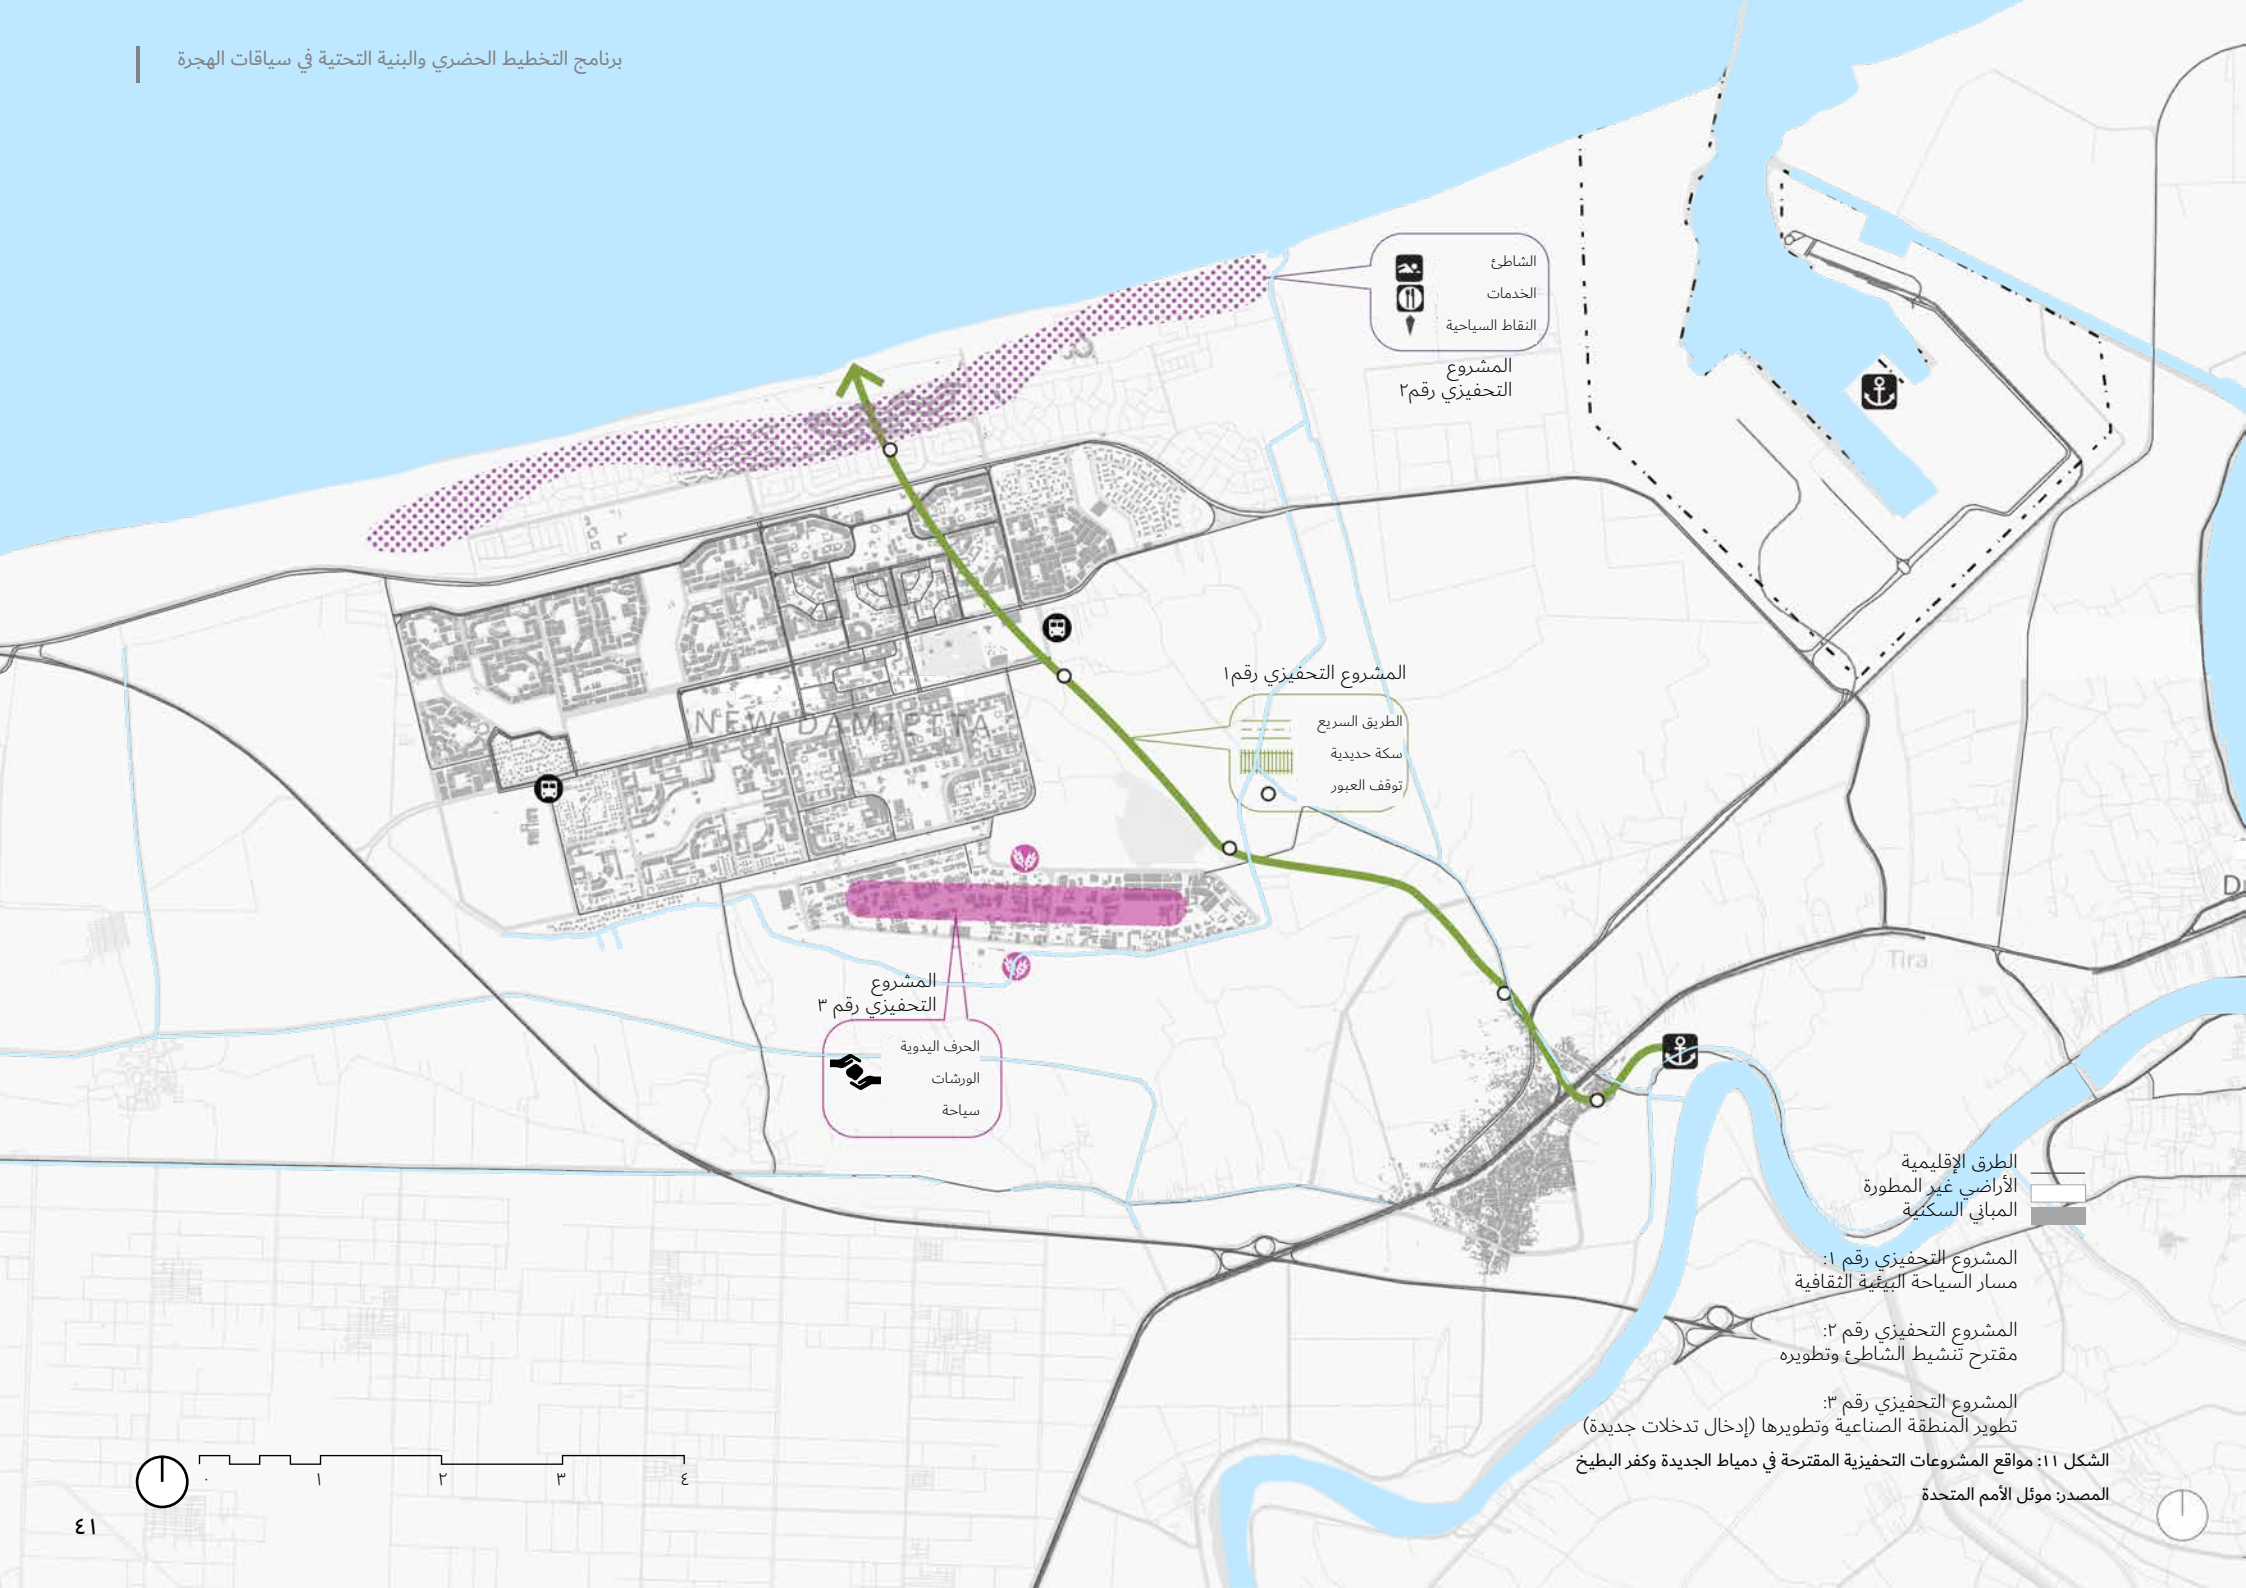 برنامج التخطيط الحضري والبنية التحتية في سياقات الهجرة
الشاطئ
الخدمات
النقاط السياحية
المشروع
التحفيزي رقم٢
المشروع التحفيزي رقم١
الطريق السريع
سكة حديدية
توقف العبور
NEW DAMIETTA
Tira
المشروع
التحفيزي رقم ٣
الحرف اليدوية
الورشات
سياحة
الطرق الإقليمية
الأراضي غير المطورة
المباني السكنية
المشروع التحفيزي رقم ١:
مسار السياحة البيئية الثقافية
المشروع التحفيزي رقم ٢:
مقترح تنشيط الشاطئ وتطويره
المشروع التحفيزي رقم ٣:
تطوير المنطقة الصناعية وتطويرها (إدخال تدخلات جديدة)
الشكل ١١: مواقع المشروعات التحفيزية المقترحة في دمياط الجديدة وكفر البطيخ
المصدر: موئل الأمم المتحدة
٠ ١ ٢ ٣ ٤
٤١